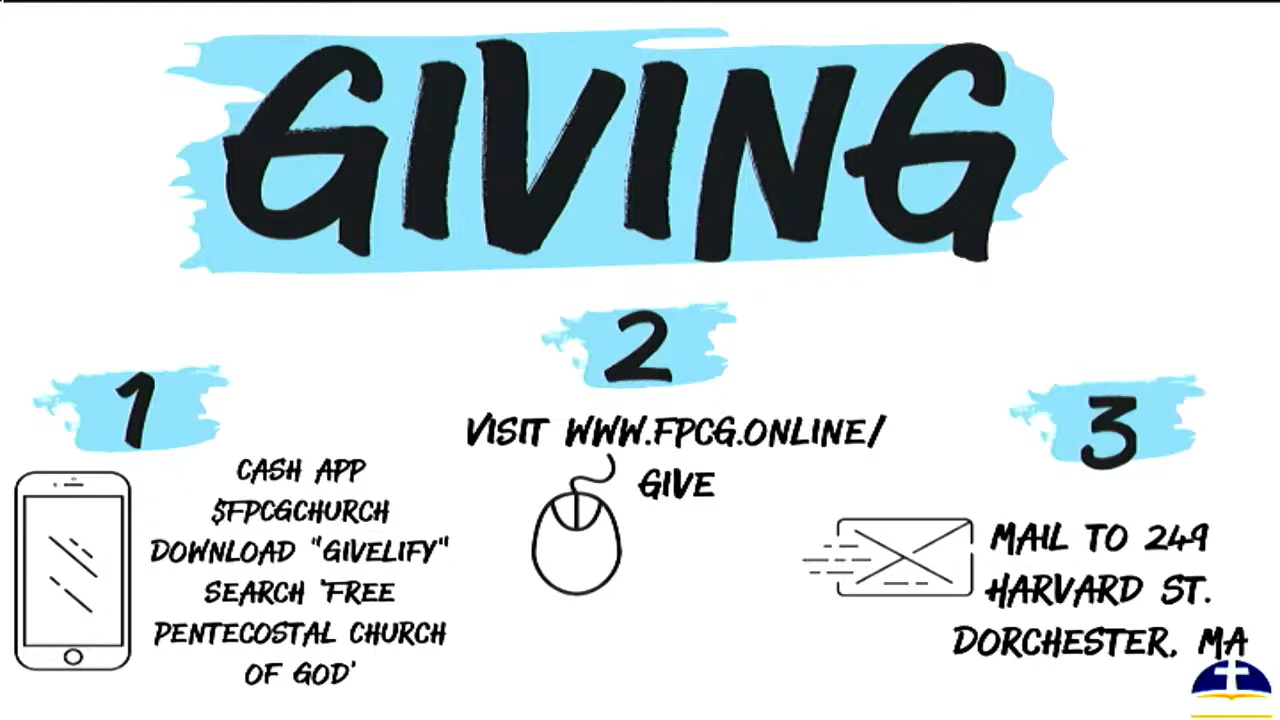 GIVING
1
CASH APP
$FPCGCHURCH
DOWNLOAD "GIVELIFY"
SEARCH 'FREE
PENTECOSTAL CHURCH
OF GOD'
2
VISIT WWW.FPCG.ONLINE/
GIVE
3
MAIL TO 249
HARVARD ST.
DORCHESTER, MA